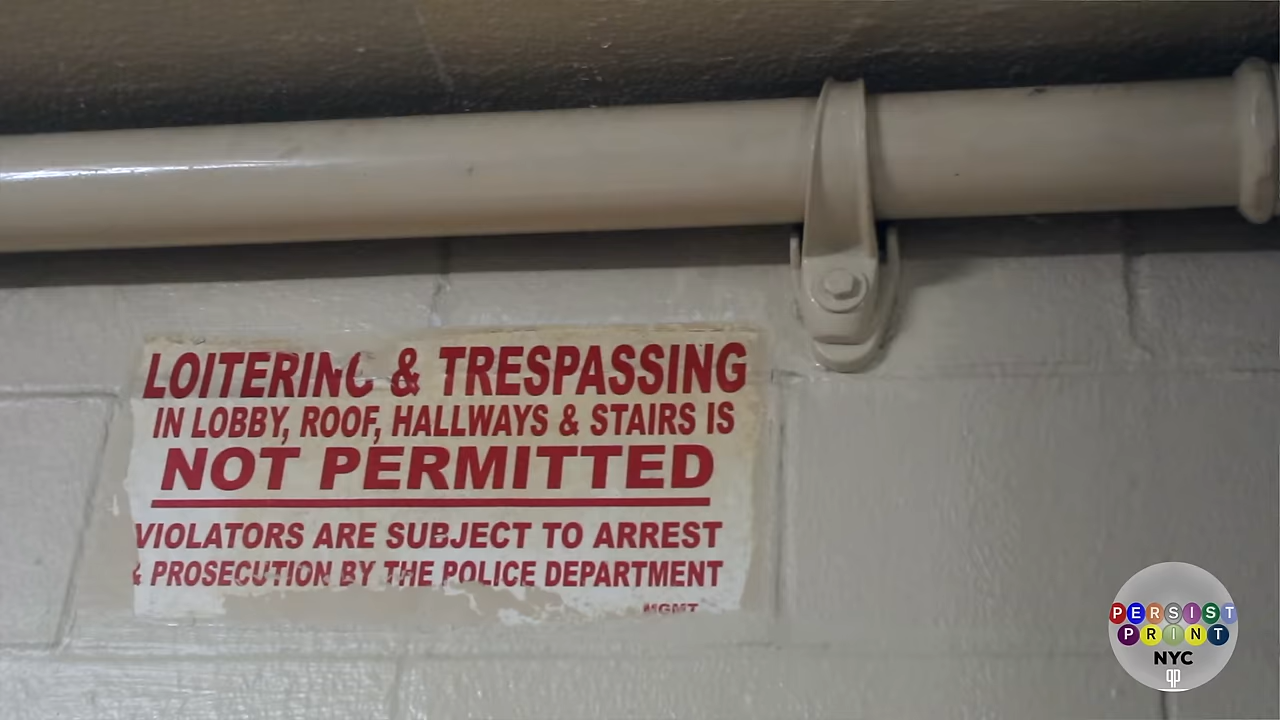 LOITERING & TRESPASSING
IN LOBBY, ROOF, HALLWAYS & STAIRS IS
NOT PERMITTED
VIOLATORS ARE SUBJECT TO ARREST
& PROSECUTION BY THE POLICE DEPARTMENT
MGMT
PERSIST
PRINT
NYC
pp